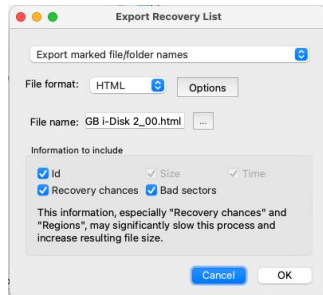 Export Recovery List
Export marked file/folder names
File format: HTML Options
File name: GB i-Disk 2_00.html ...
Information to include
Id Size Time
Recovery chances Bad sectors
This information, especially "Recovery chances" and
"Regions", may significantly slow this process and
increase resulting file size.
Cancel OK